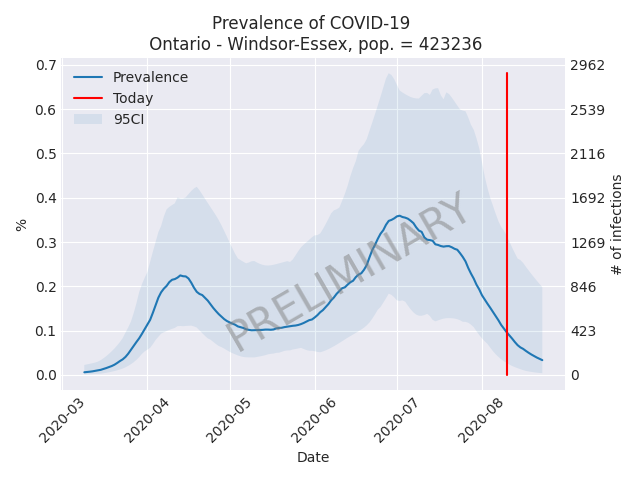 Prevalence of COVID-19
Ontario - Windsor-Essex, pop. = 423236
Prevalence
Today
95CI
PRELIMINARY
%
0.7
0.6
0.5
0.4
0.3
0.2
0.1
0.0
2962
2539
2116
1692
1269
846
423
0
# of infections
2020-03
2020-04
2020-05
2020-06
2020-07
2020-08
Date